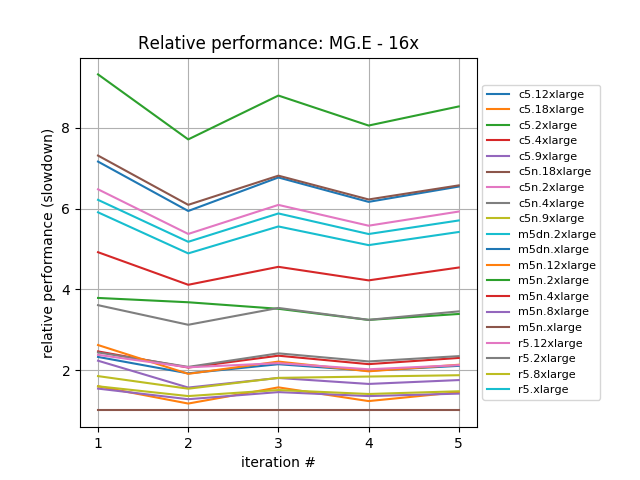 Relative performance: MG.E - 16x
relative performance (slowdown)
8
6
4
2
1
2
3
4
5
iteration #
c5.12xlarge
c5.18xlarge
c5.2xlarge
c5.4xlarge
c5.9xlarge
c5n.18xlarge
c5n.2xlarge
c5n.4xlarge
c5n.9xlarge
m5dn.2xlarge
m5dn.xlarge
m5n.12xlarge
m5n.2xlarge
m5n.4xlarge
m5n.8xlarge
m5n.xlarge
r5.12xlarge
r5.2xlarge
r5.8xlarge
r5.xlarge